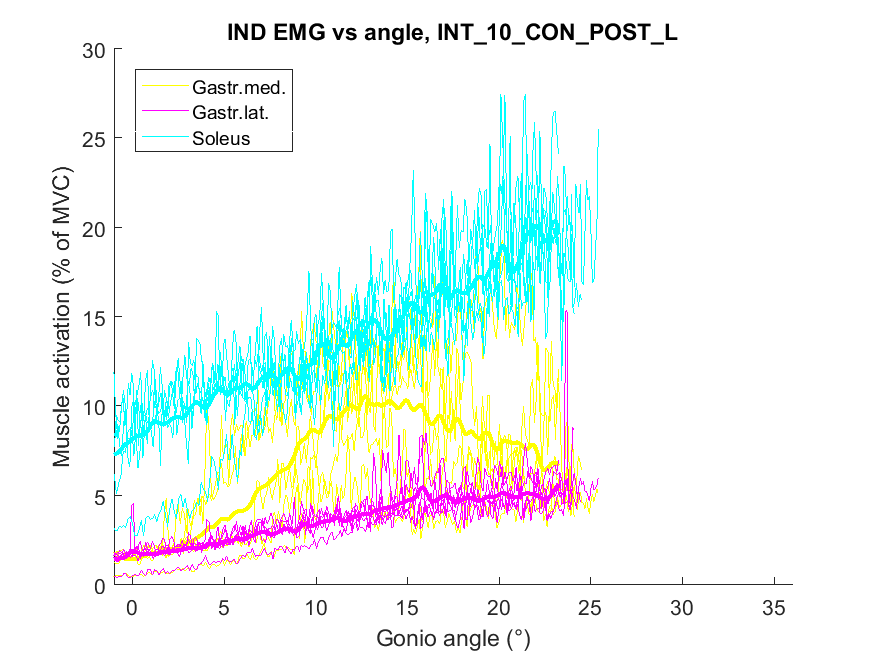 IND EMG vs angle, INT_10_CON_POST_L
30
25
20
15
10
5
0
Muscle activation (% of MVC)
Gastr.med.
Gastr.lat.
Soleus
0 5 10 15 20 25 30 35
Gonio angle (°)